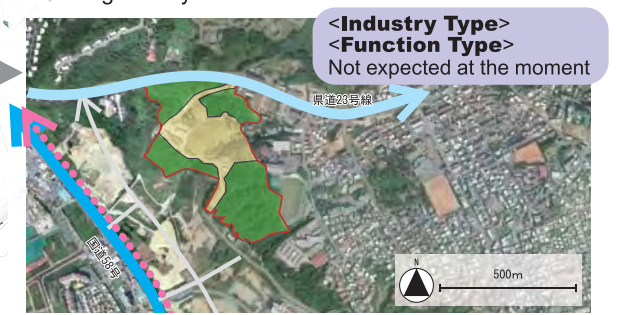 <Industry Type>
<Function Type>
Not expected at the moment
県道23号線
国道58号
N
500m